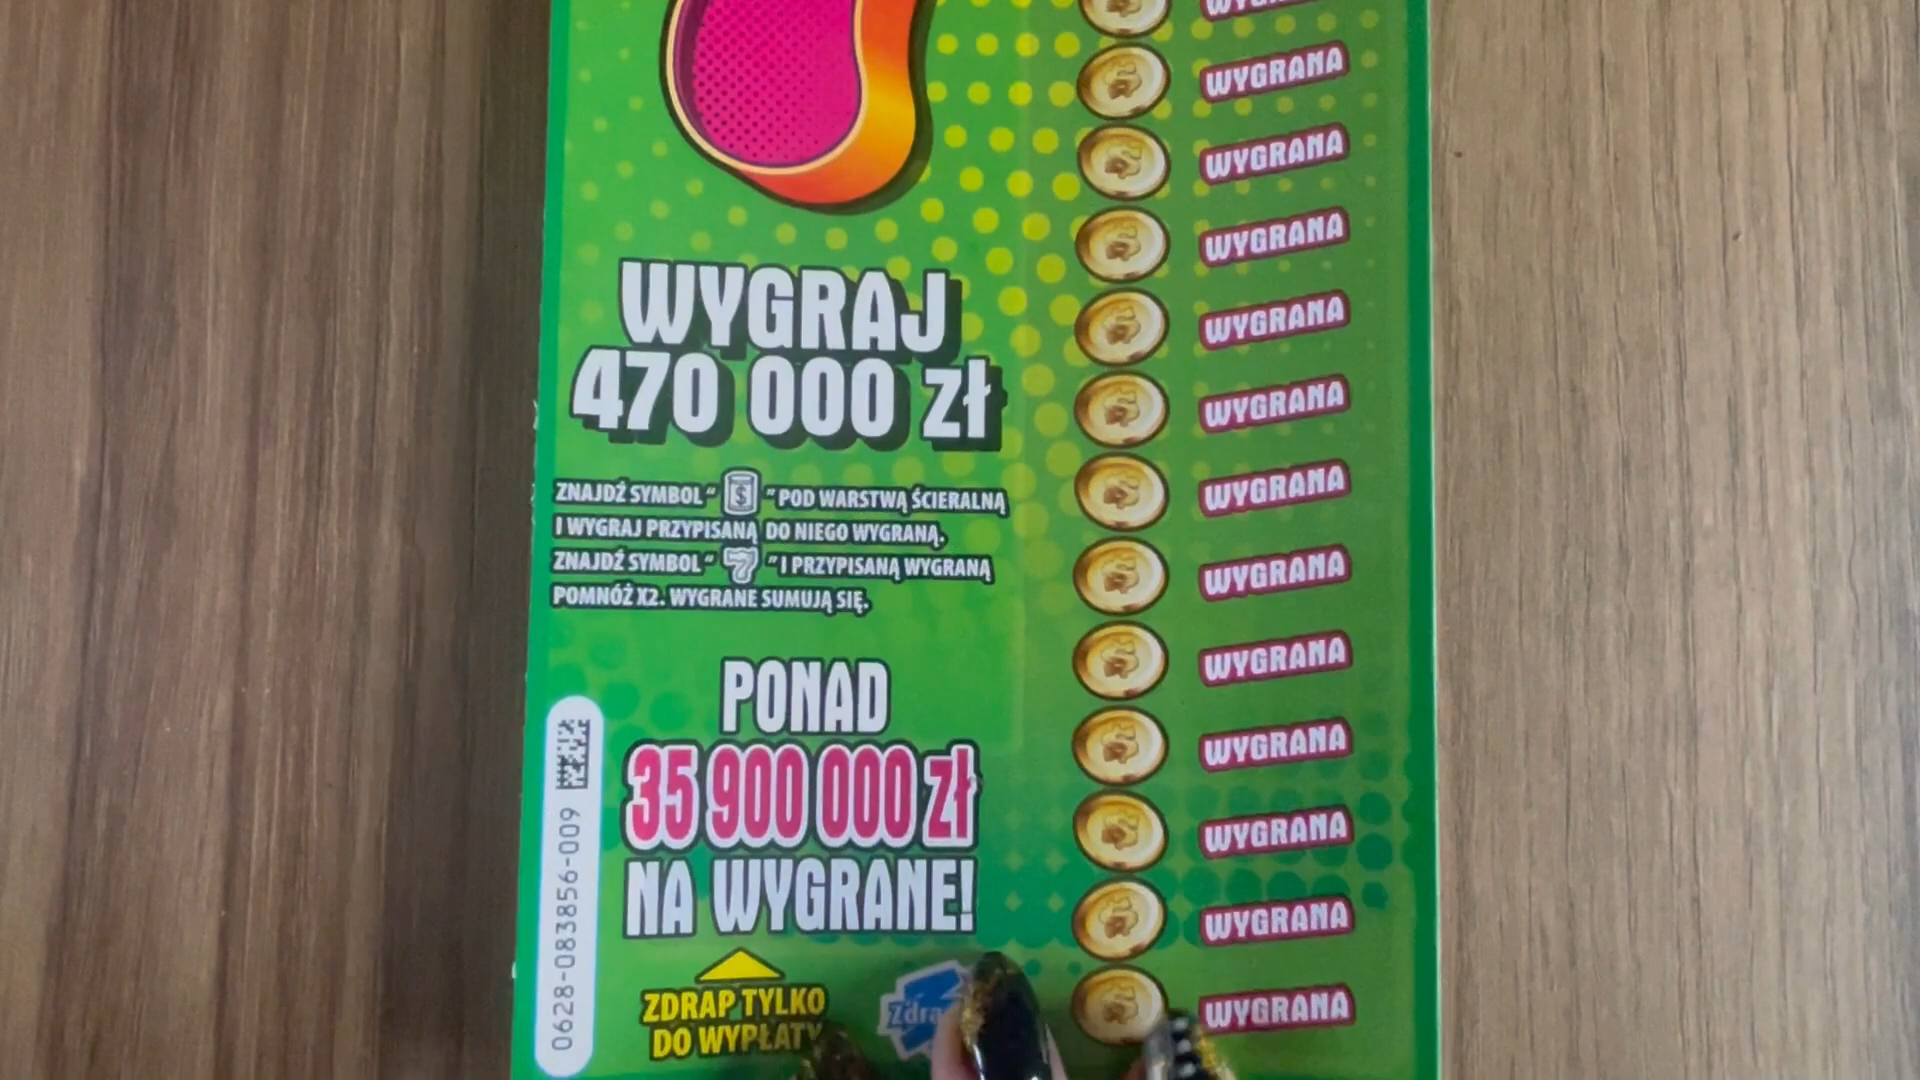 WYGRAJ
470 000 zł
ZNAJDŹ SYMBOL “ ” POD WARSTWĄ ŚCIERALNĄ
I WYGRAJ PRZYPISANĄ DO NIEGO WYGRANĄ.
ZNAJDŹ SYMBOL “7” I PRZYPISANĄ WYGRANĄ
POMNÓŻ X2. WYGRANE SUMUJĄ SIĘ.
PONAD
35 900 000 zł
NA WYGRANE!
ZDRAP TYLKO
DO WYPŁATY
0628-083856-009
WYGRANA
WYGRANA
WYGRANA
WYGRANA
WYGRANA
WYGRANA
WYGRANA
WYGRANA
WYGRANA
WYGRANA
WYGRANA
WYGRANA